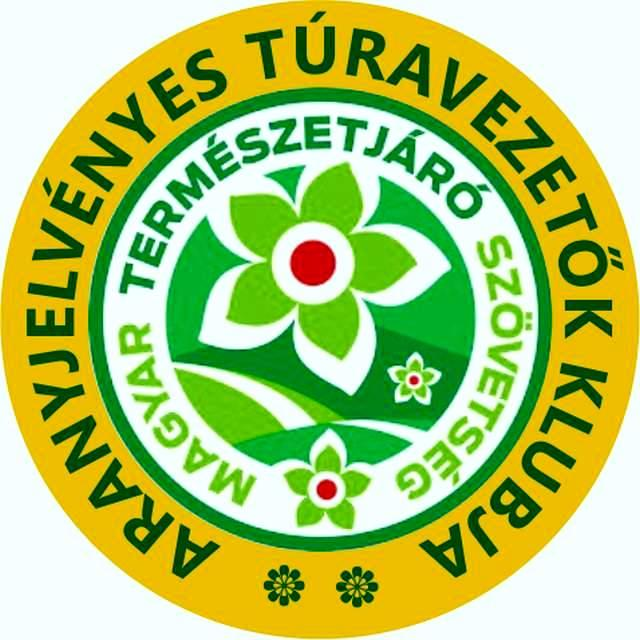 ARANYJELVÉNYES TÚRAVEZETŐK KLUBJA
MAGYAR TERMÉSZETJÁRÓ SZÖVETSÉG